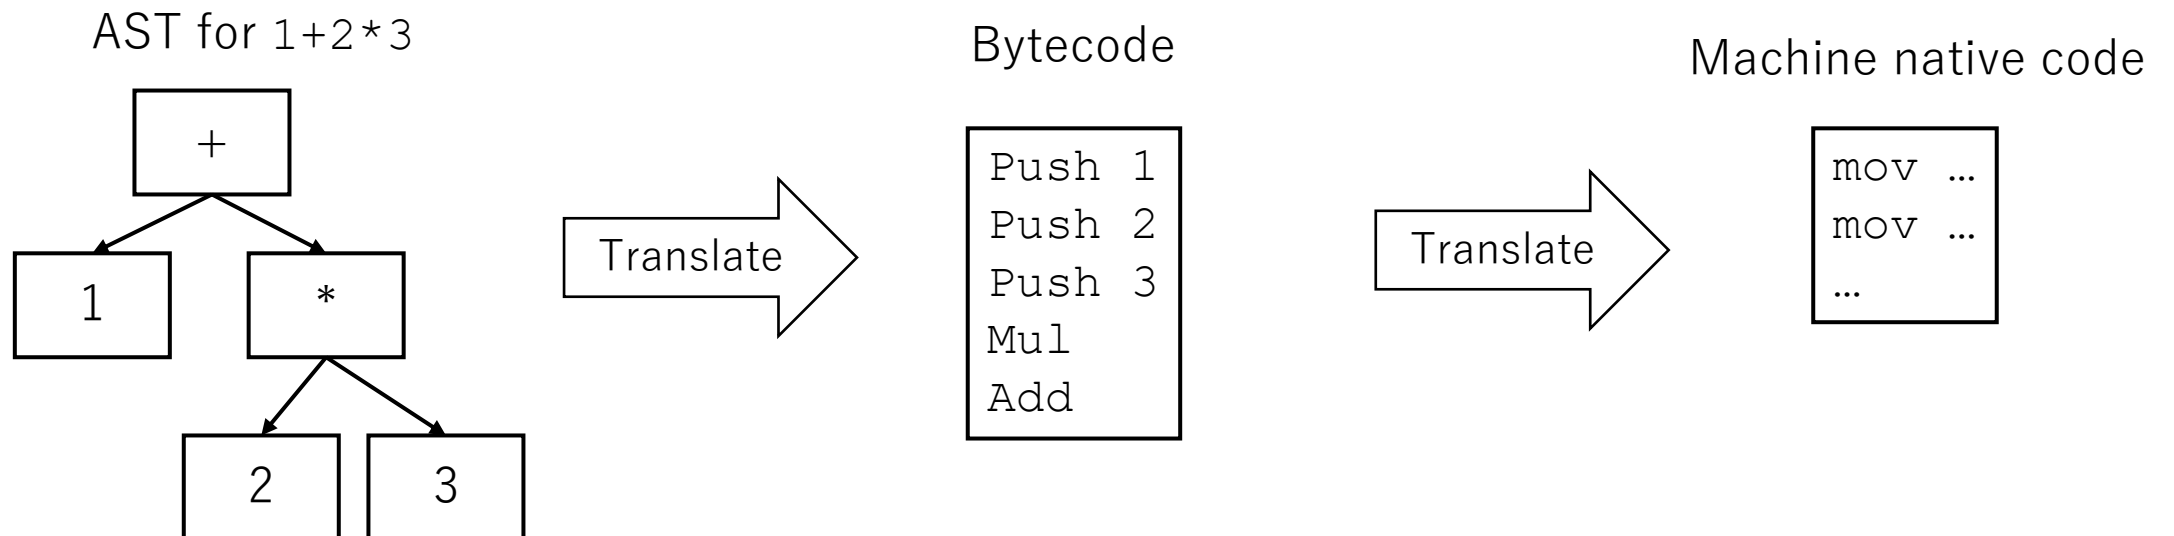 AST for 1+2*3
+
1
*
2
3
Translate
Bytecode
Push 1
Push 2
Push 3
Mul
Add
Translate
Machine native code
mov …
mov …
…